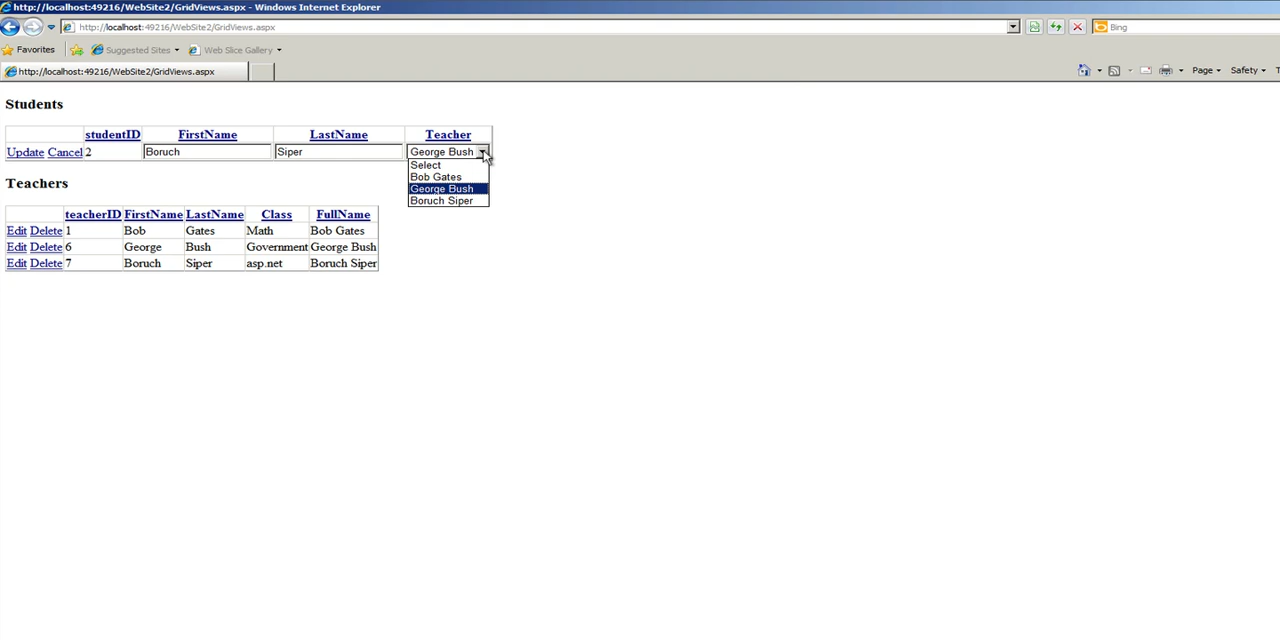 http://localhost:49216/WebSite2/GridViews.aspx - Windows Internet Explorer
http://localhost:49216/WebSite2/GridViews.aspx Bing
Favorites Suggested Sites Web Slice Gallery
http://localhost:49216/WebSite2/GridViews.aspx Page Safety T
Students
studentID FirstName LastName Teacher
Update Cancel 2 Boruch Siper George Bush
Select
Bob Gates
George Bush
Boruch Siper
Teachers
teacherID FirstName LastName Class FullName
Edit Delete 1 Bob Gates Math Bob Gates
Edit Delete 6 George Bush Government George Bush
Edit Delete 7 Boruch Siper asp.net Boruch Siper